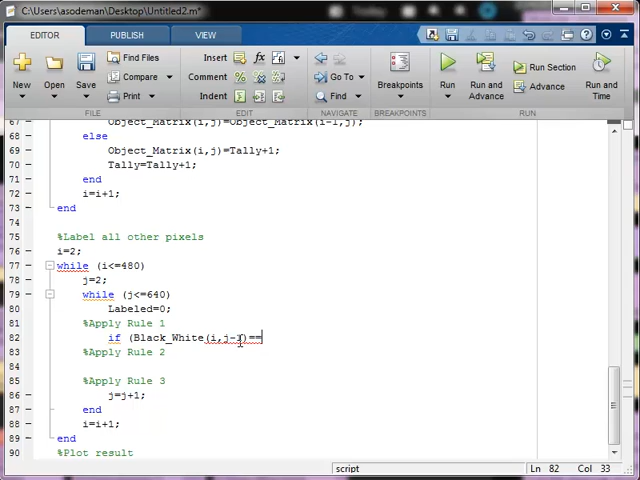 C:\Users\asodeman\Desktop\Untitled2.m*
EDITOR PUBLISH VIEW
New Open Save Find Files Compare Print Insert fx Comment Indent Go To Find Breakpoints Run Run and Advance Run Section Advance Run and Time
FILE EDIT NAVIGATE BREAKPOINTS RUN
67 Object_Matrix(i,j)=Object_Matrix(i-1,j);
68 else
69 Object_Matrix(i,j)=Tally+1;
70 Tally=Tally+1;
71 end
72 i=i+1;
73 end
74
75 %Label all other pixels
76 i=2;
77 while (i<=480)
78 j=2;
79 while (j<=640)
80 Labeled=0;
81 %Apply Rule 1
82 if (Black_White(i,j-1)==
83 %Apply Rule 2
84
85 %Apply Rule 3
86 j=j+1;
87 end
88 i=i+1;
89 end
90 %Plot result
script Ln 82 Col 33